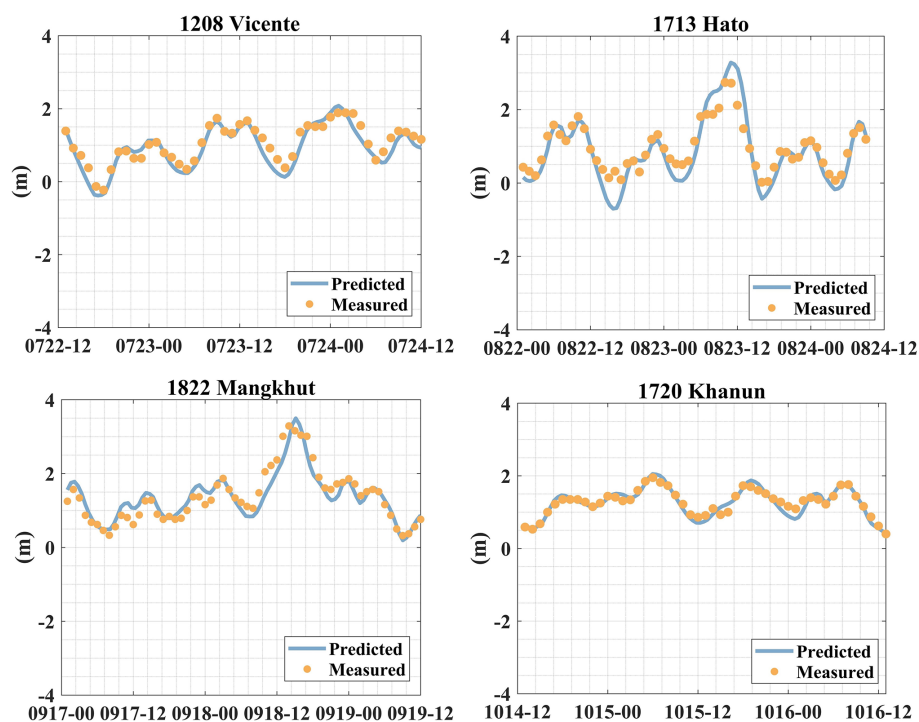 1208 Vicente
4
2
0
-2
-4
(m)
Predicted
Measured
0722-12 0723-00 0723-12 0724-00 0724-12
1713 Hato
4
2
0
-2
-4
(m)
Predicted
Measured
0822-00 0822-12 0823-00 0823-12 0824-00 0824-12
1822 Mangkhut
4
2
0
-2
-4
(m)
Predicted
Measured
0917-00 0917-12 0918-00 0918-12 0919-00 0919-12
1720 Khanun
4
2
0
-2
-4
(m)
Predicted
Measured
1014-12 1015-00 1015-12 1016-00 1016-12